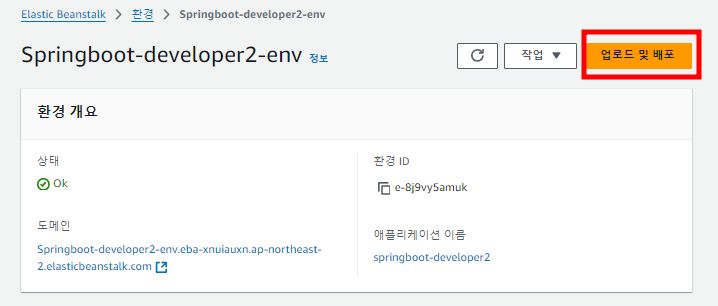 Elastic Beanstalk > 환경 > Springboot-developer2-env
Springboot-developer2-env 정보
작업
업로드 및 배포
환경 개요
상태
Ok
도메인
Springboot-developer2-env.eba-xnuiauxn.ap-northeast-
2.elasticbeanstalk.com
환경 ID
e-8j9vy5amuk
애플리케이션 이름
springboot-developer2